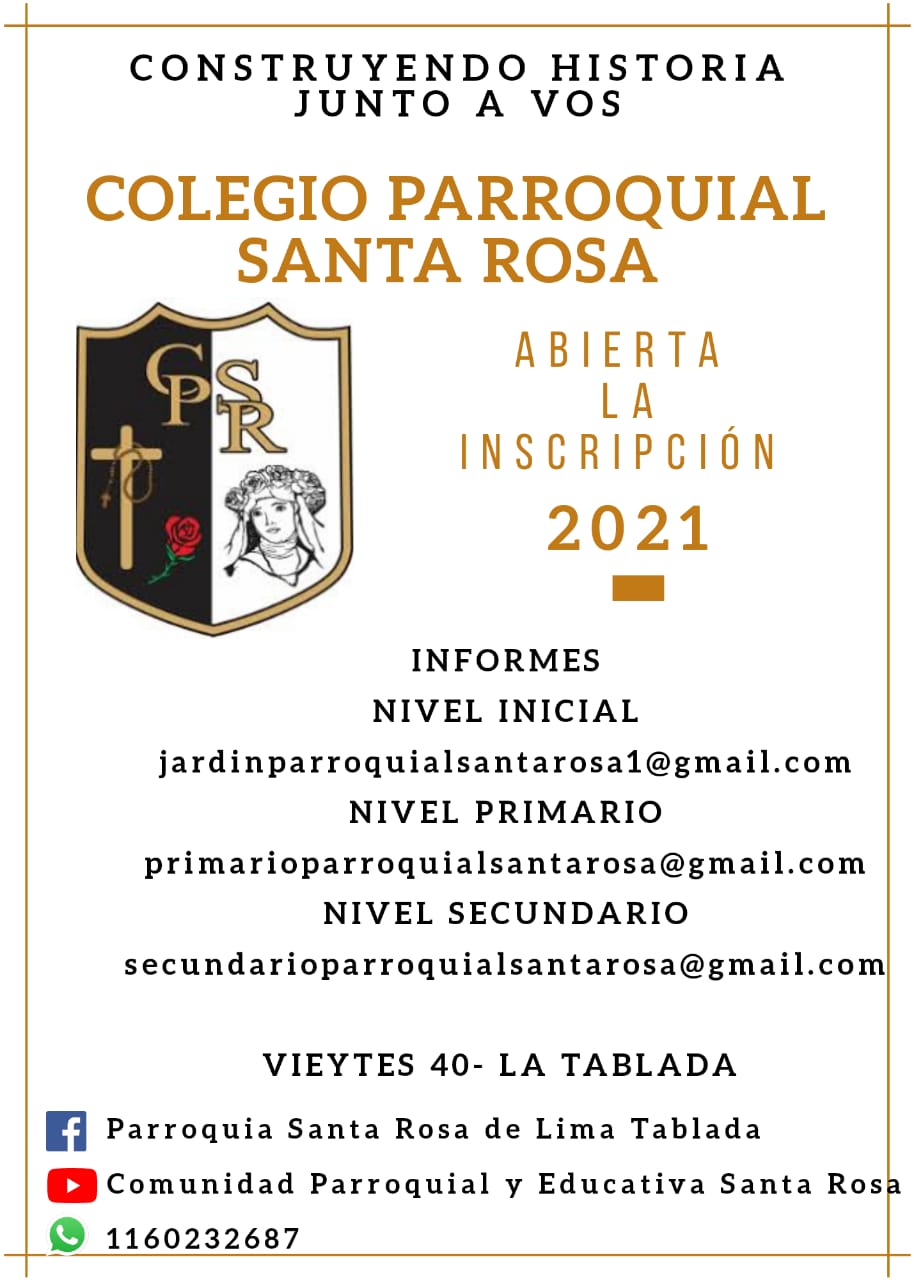 CONSTRUYENDO HISTORIA
JUNTO A VOS
COLEGIO PARROQUIAL
SANTA ROSA
CPSR
ABIERTA
LA
INSCRIPCIÓN
2021
INFORMES
NIVEL INICIAL
jardinparroquialsantarosa1@gmail.com
NIVEL PRIMARIO
primarioparroquialsantarosa@gmail.com
NIVEL SECUNDARIO
secundarioparroquialsantarosa@gmail.com
VIEYTES 40- LA TABLADA
Parroquia Santa Rosa de Lima Tablada
Comunidad Parroquial y Educativa Santa Rosa
1160232687